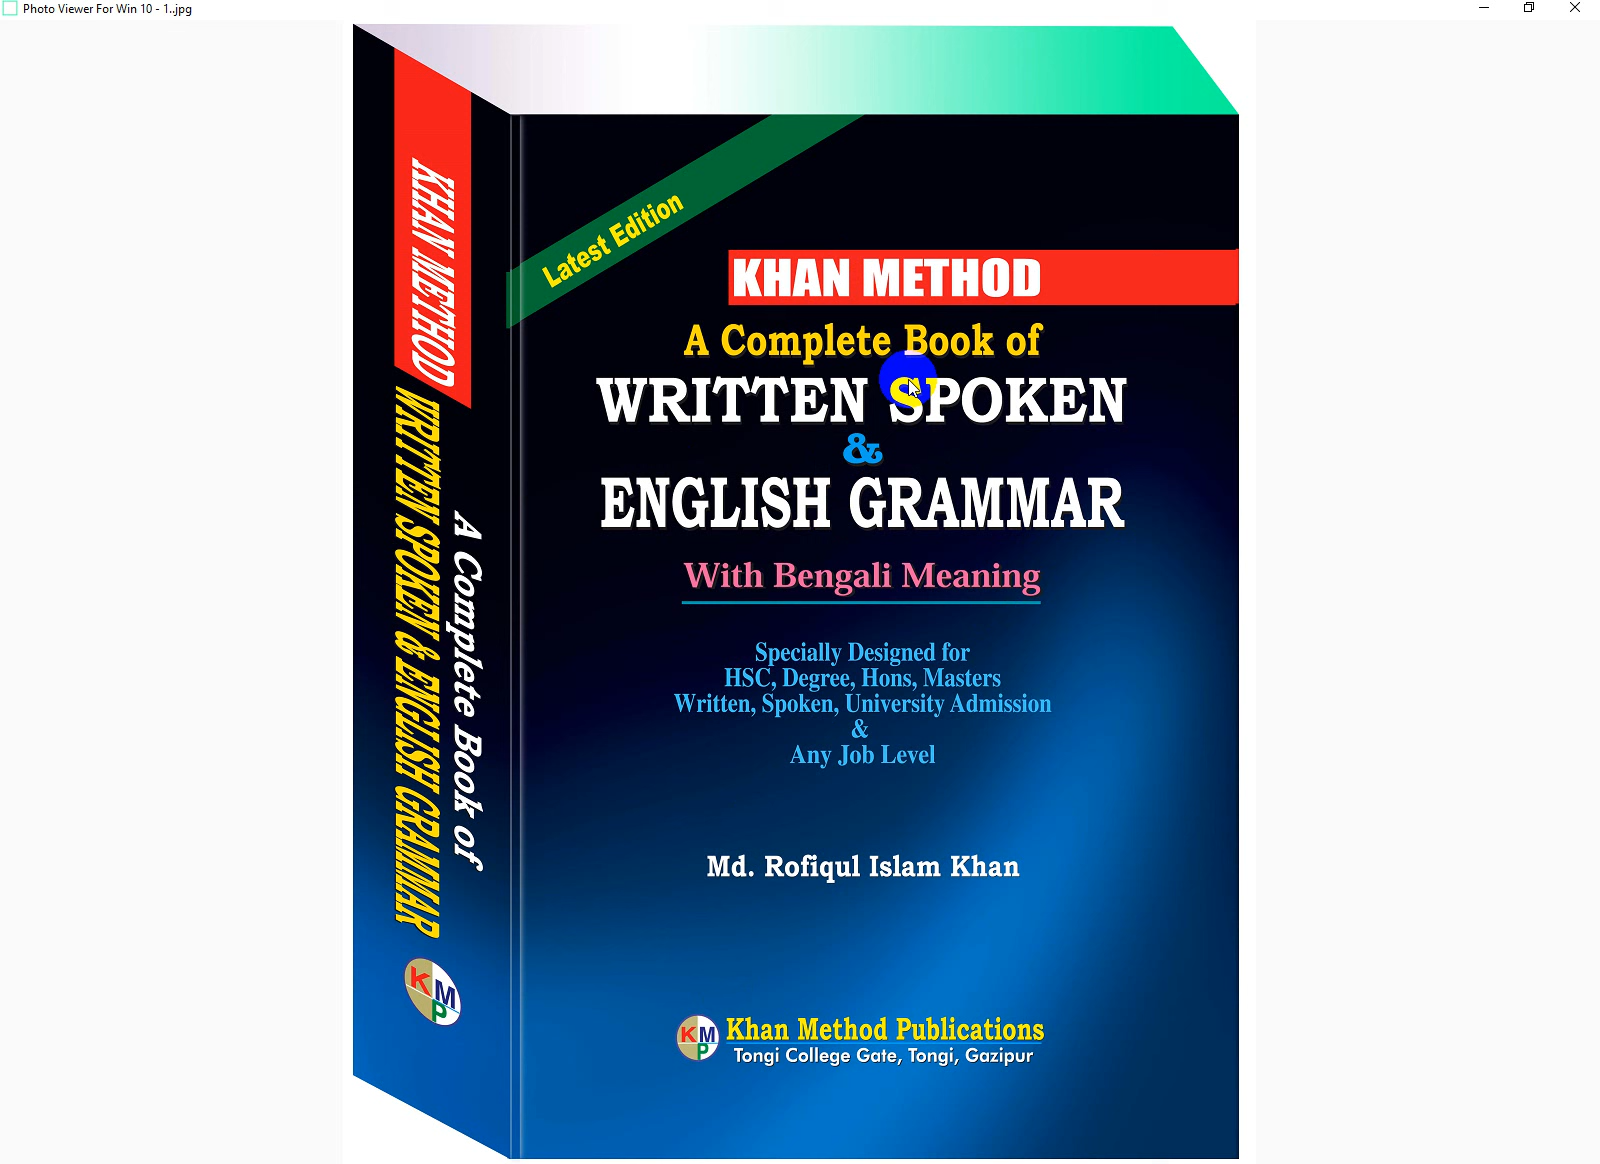 Photo Viewer For Win 10 - 1..jpg
Latest Edition
KHAN METHOD
A Complete Book of
WRITTEN SPOKEN
&
ENGLISH GRAMMAR
With Bengali Meaning
Specially Designed for
HSC, Degree, Hons, Masters
Written, Spoken, University Admission
&
Any Job Level
Md. Rofiqul Islam Khan
KMP
Khan Method Publications
Tongi College Gate, Tongi, Gazipur
KHAN METHOD
A Complete Book of
WRITTEN SPOKEN & ENGLISH GRAMMAR
KMP